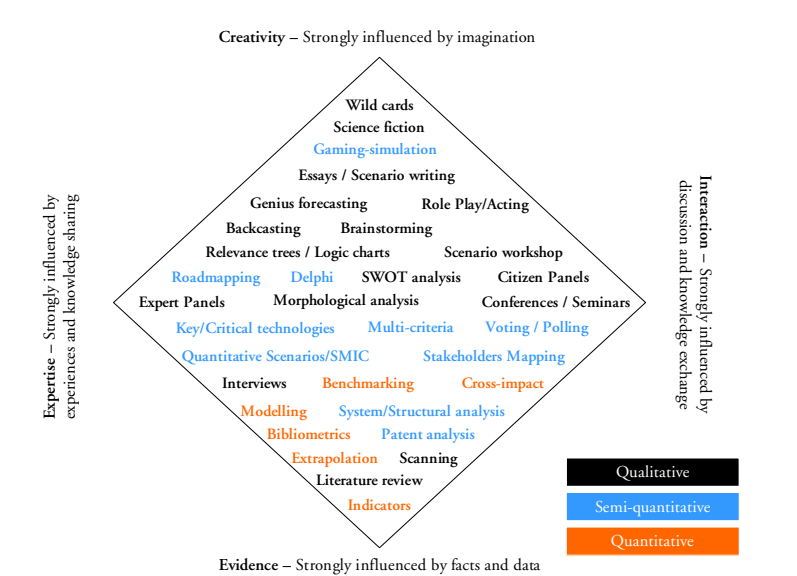 Creativity – Strongly influenced by imagination
Wild cards
Science fiction
Gaming-simulation
Essays / Scenario writing
Genius forecasting
Role Play/Acting
Backcasting
Brainstorming
Relevance trees / Logic charts
Scenario workshop
Roadmapping
Delphi
SWOT analysis
Citizen Panels
Expert Panels
Morphological analysis
Conferences / Seminars
Key/Critical technologies
Multi-criteria
Voting / Polling
Quantitative Scenarios/SMIC
Stakeholders Mapping
Interviews
Benchmarking
Cross-impact
Modelling
System/Structural analysis
Bibliometrics
Patent analysis
Extrapolation
Scanning
Literature review
Indicators
Expertise – Strongly influenced by
experiences and knowledge sharing
Interaction – Strongly influenced by
discussion and knowledge exchange
Qualitative
Semi-quantitative
Quantitative
Evidence – Strongly influenced by facts and data